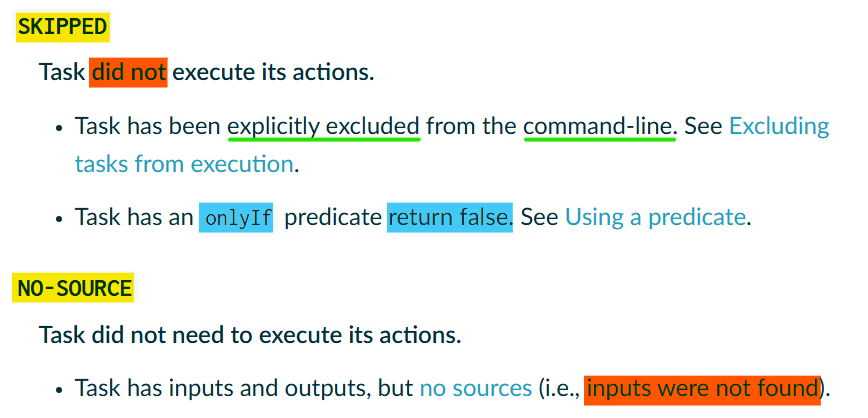 SKIPPED
Task did not execute its actions.
• Task has been explicitly excluded from the command-line. See Excluding
tasks from execution.
• Task has an onlyIf predicate return false. See Using a predicate.
NO-SOURCE
Task did not need to execute its actions.
• Task has inputs and outputs, but no sources (i.e., inputs were not found).